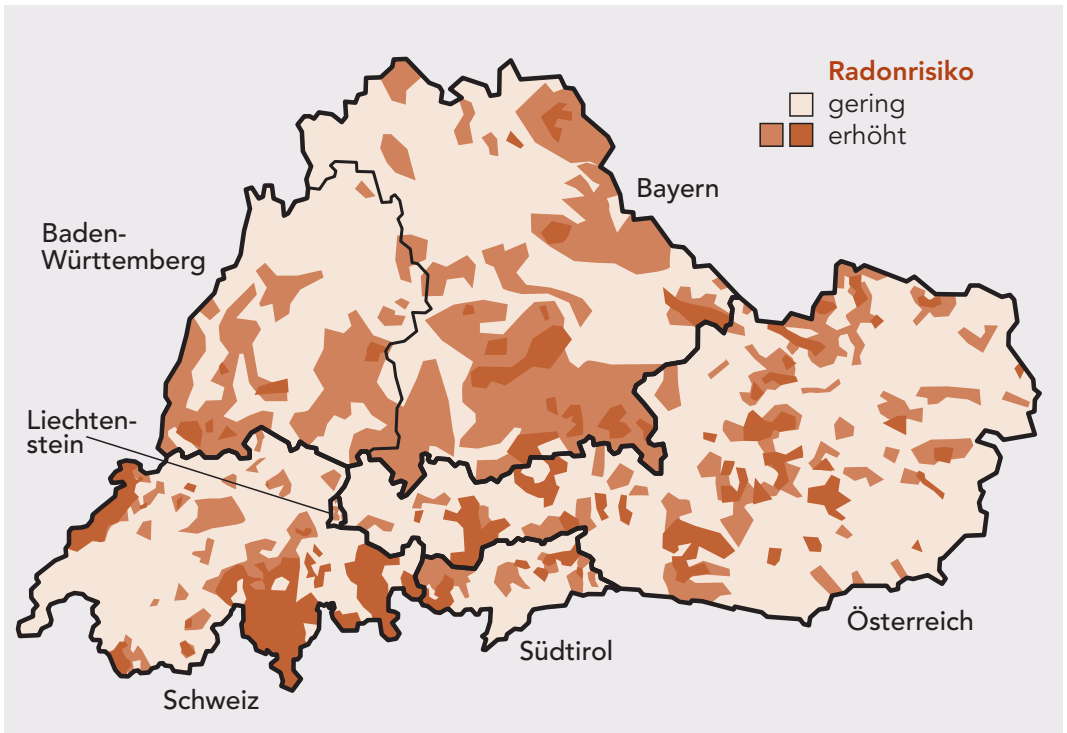 Radonrisiko
gering
erhöht
Bayern
Baden-
Württemberg
Liechten-
stein
Österreich
Südtirol
Schweiz